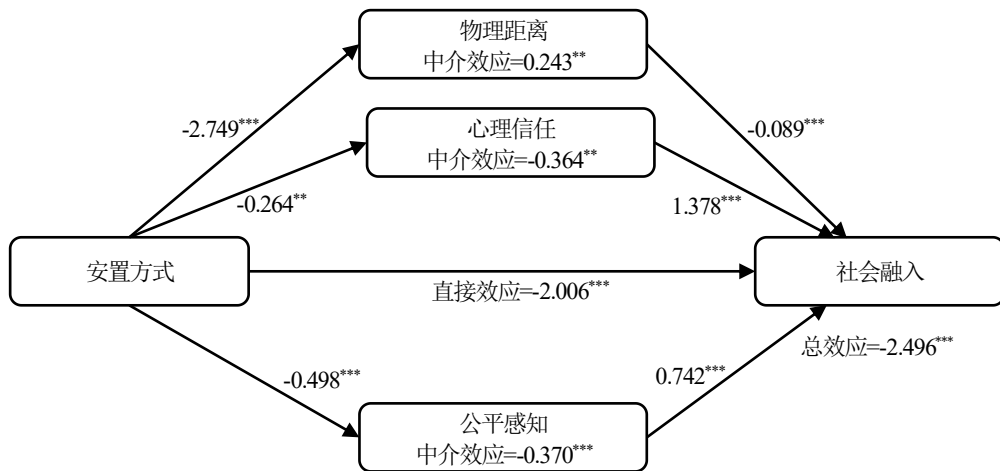 物理距离
中介效应=0.243**
-2.749***
-0.089***
心理信任
中介效应=-0.364**
-0.264**
1.378***
安置方式
社会融入
直接效应=-2.006***
总效应=-2.496***
-0.498***
0.742***
公平感知
中介效应=-0.370***